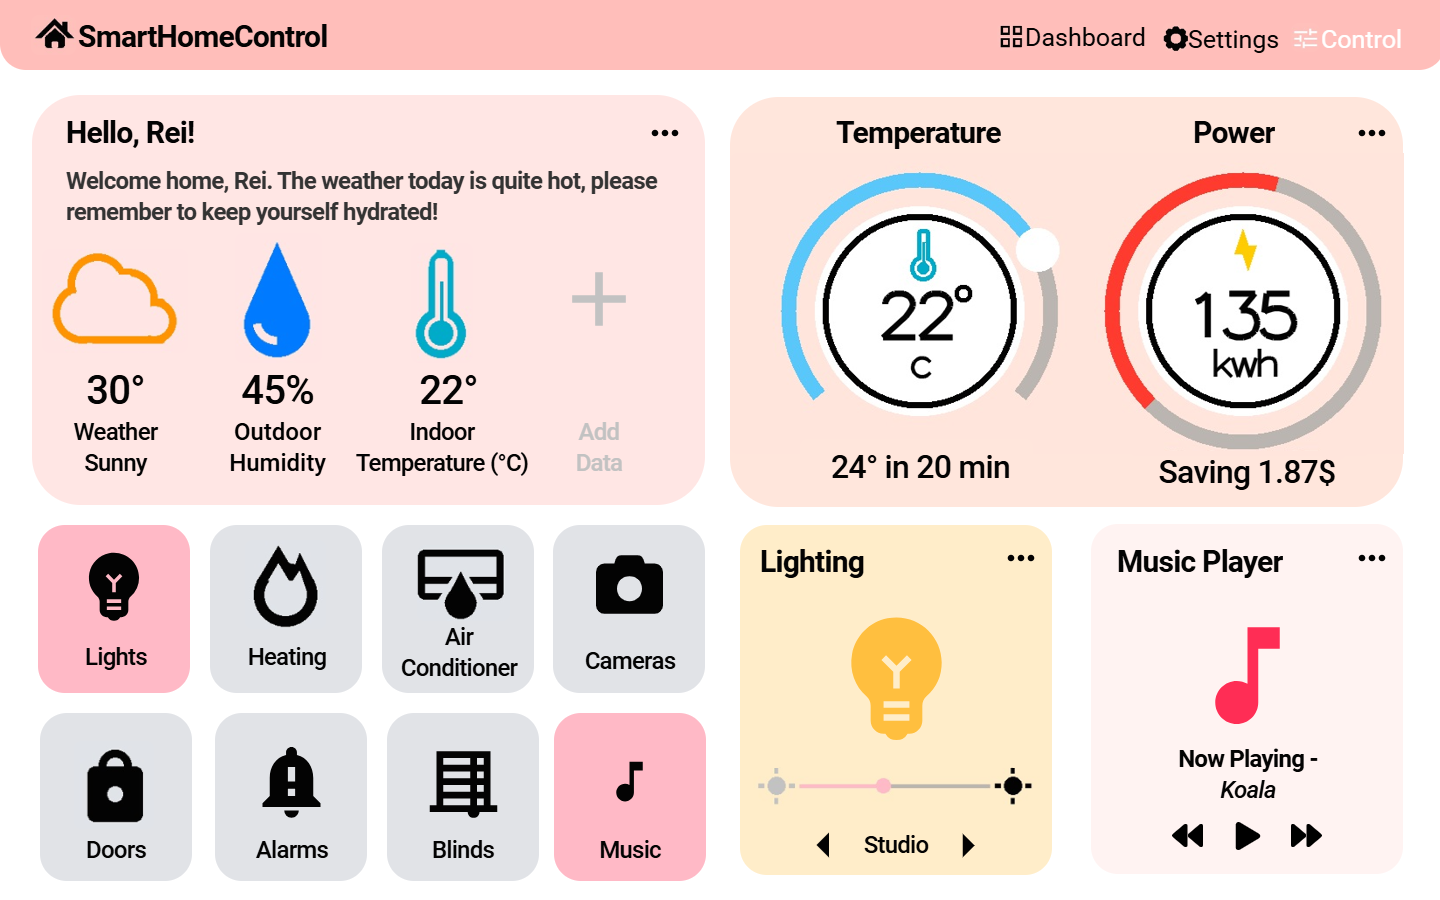 SmartHomeControl
Dashboard
Settings
Control
Hello, Rei!
Welcome home, Rei. The weather today is quite hot, please
remember to keep yourself hydrated!
30°
Weather
Sunny
45%
Outdoor
Humidity
22°
Indoor
Temperature (°C)
Add
Data
Temperature
22°
C
24° in 20 min
Power
135
kwh
Saving 1.87$
Lights
Heating
Air
Conditioner
Cameras
Doors
Alarms
Blinds
Music
Lighting
Studio
Music Player
Now Playing -
Koala